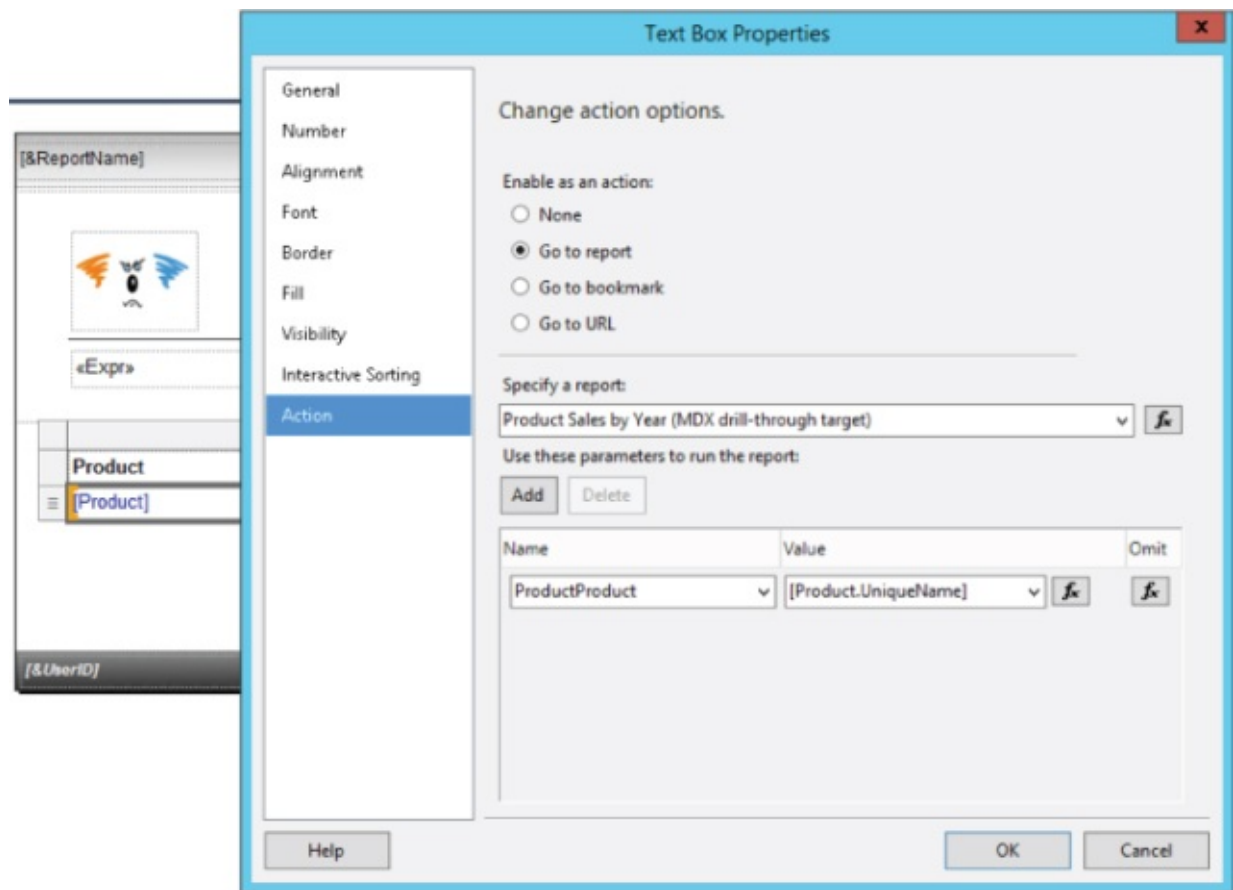 Text Box Properties
x
[&ReportName]
«Expr»
Product
[Product]
[&UserID]
General
Number
Alignment
Font
Border
Fill
Visibility
Interactive Sorting
Action
Change action options.
Enable as an action:
None
Go to report
Go to bookmark
Go to URL
Specify a report:
Product Sales by Year (MDX drill-through target)
fx
Use these parameters to run the report:
Add Delete
Name Value Omit
ProductProduct [Product.UniqueName] fx fx
Help OK Cancel